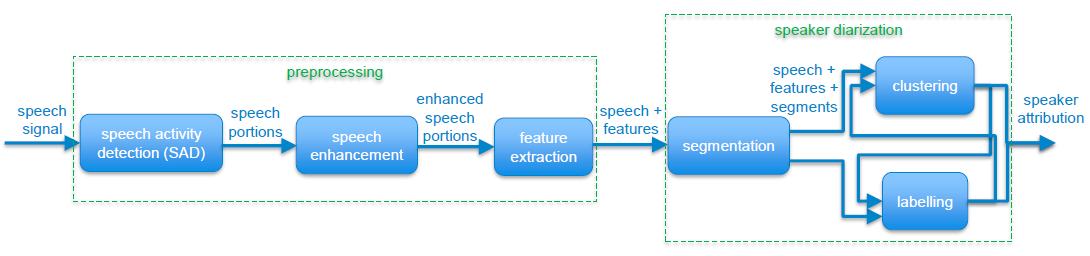 speaker diarization
preprocessing
speech
signal
speech activity
detection (SAD)
speech
portions
speech
enhancement
enhanced
speech
portions
feature
extraction
speech +
features
segmentation
speech +
features +
segments
clustering
labelling
speaker
attribution